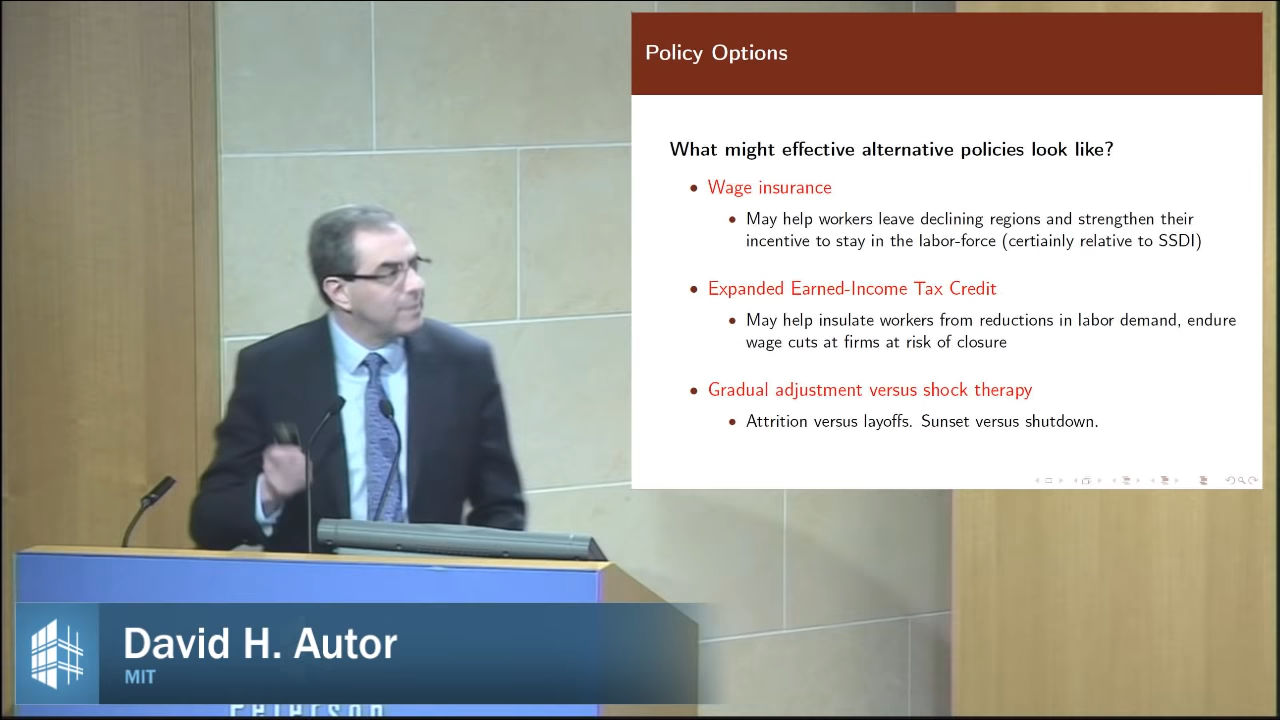 Policy Options
What might effective alternative policies look like?
• Wage insurance
• May help workers leave declining regions and strengthen their
incentive to stay in the labor-force (certiainly relative to SSDI)
• Expanded Earned-Income Tax Credit
• May help insulate workers from reductions in labor demand, endure
wage cuts at firms at risk of closure
• Gradual adjustment versus shock therapy
• Attrition versus layoffs. Sunset versus shutdown.
David H. Autor
MIT
Peterson